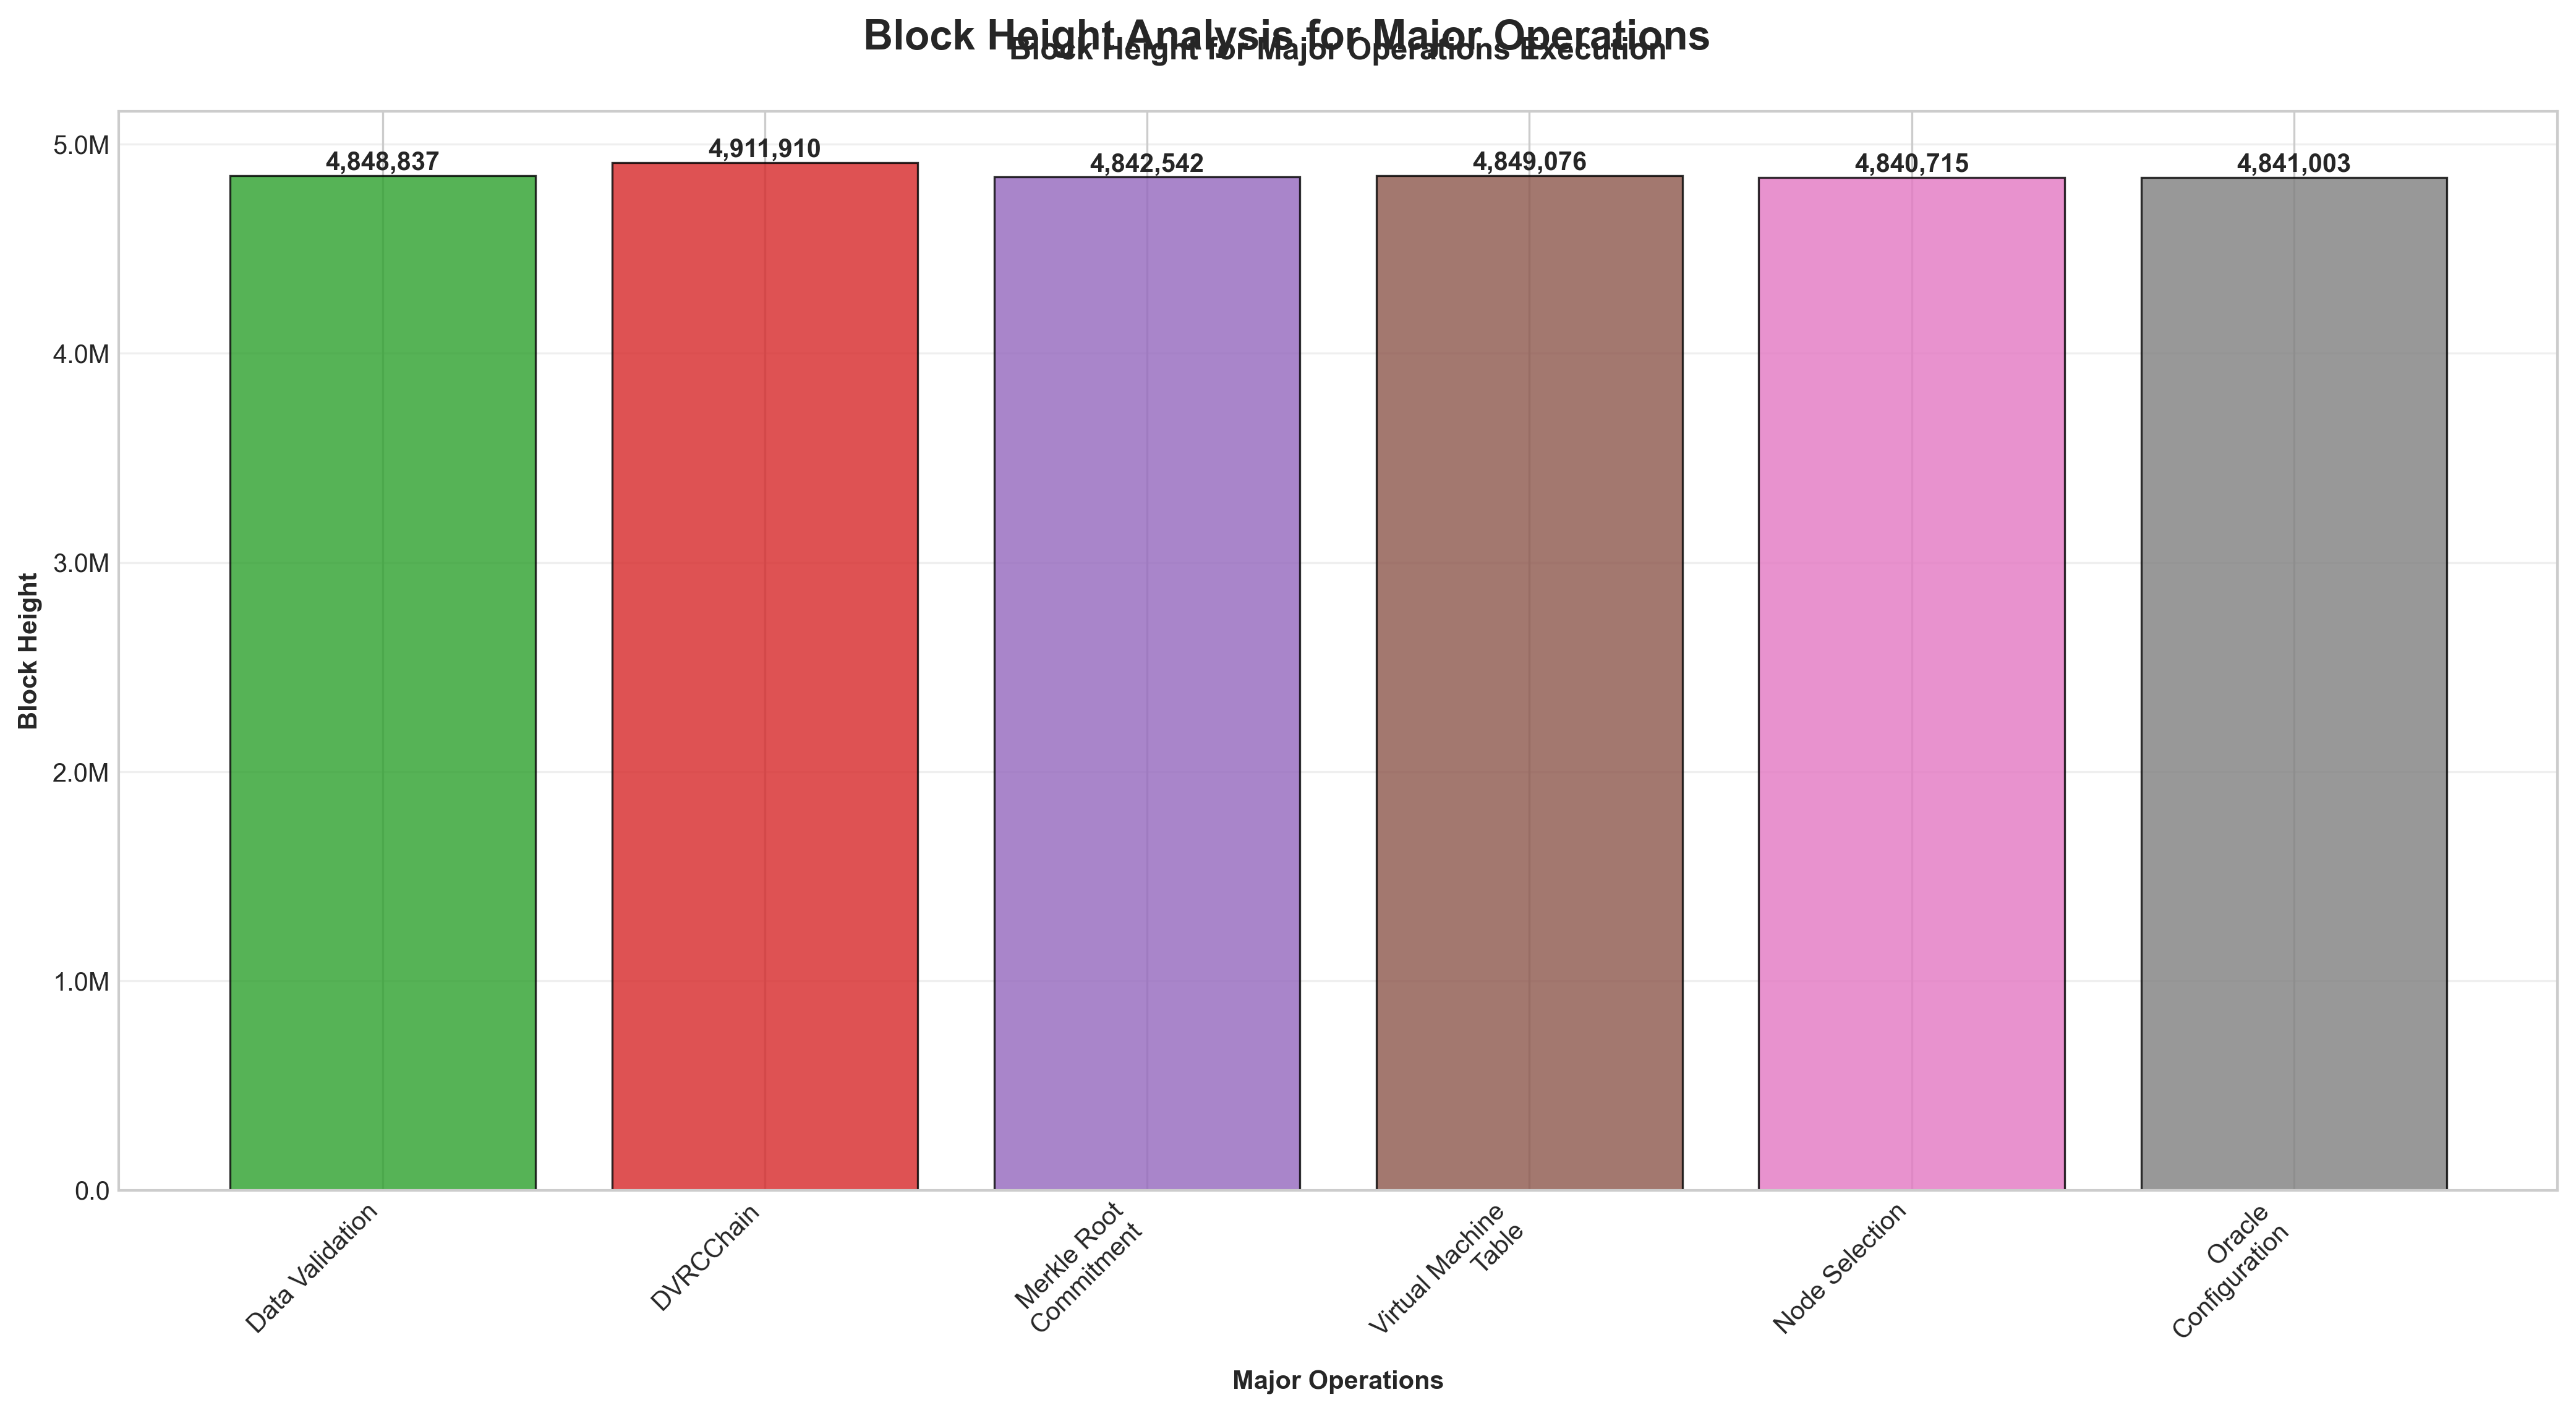 Block Height Analysis for Major Operations
Block Height for Major Operations Execution
5.0M
4.0M
3.0M
2.0M
1.0M
0.0
Block Height
4,848,837
4,911,910
4,842,542
4,849,076
4,840,715
4,841,003
Data Validation
DVRCChain
Merkle Root
Commitment
Virtual Machine
Table
Node Selection
Oracle
Configuration
Major Operations